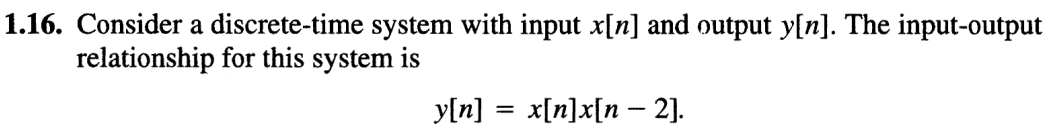 1.16. Consider a discrete-time system with input x[n] and output y[n]. The input-output
relationship for this system is
y[n] = x[n]x[n − 2].